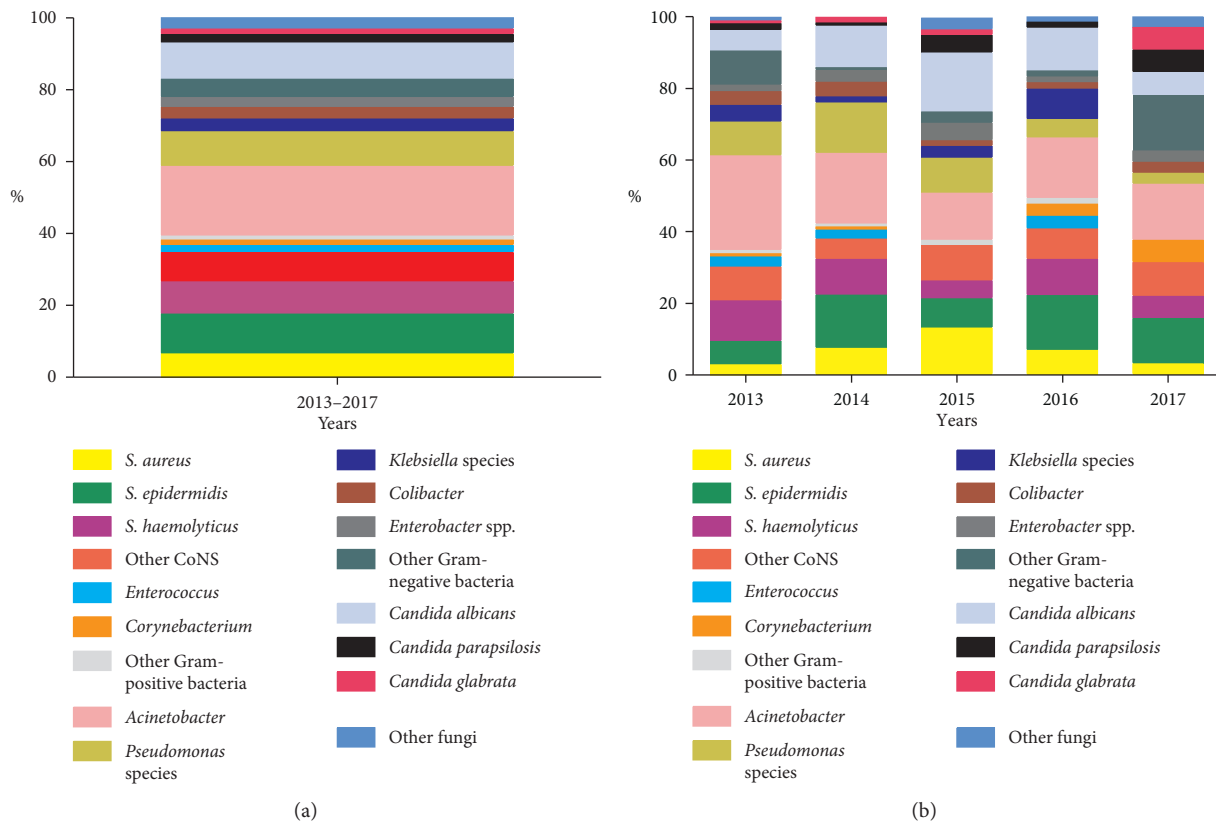 100
80
60
%
40
20
0
2013–2017
Years
S. aureus
S. epidermidis
S. haemolyticus
Other CoNS
Enterococcus
Corynebacterium
Other Gram-
positive bacteria
Acinetobacter
Pseudomonas
species
Klebsiella species
Colibacter
Enterobacter spp.
Other Gram-
negative bacteria
Candida albicans
Candida parapsilosis
Candida glabrata
Other fungi
(a)
100
80
60
%
40
20
0
2013 2014 2015 2016 2017
Years
S. aureus
S. epidermidis
S. haemolyticus
Other CoNS
Enterococcus
Corynebacterium
Other Gram-
positive bacteria
Acinetobacter
Pseudomonas
species
Klebsiella species
Colibacter
Enterobacter spp.
Other Gram-
negative bacteria
Candida albicans
Candida parapsilosis
Candida glabrata
Other fungi
(b)